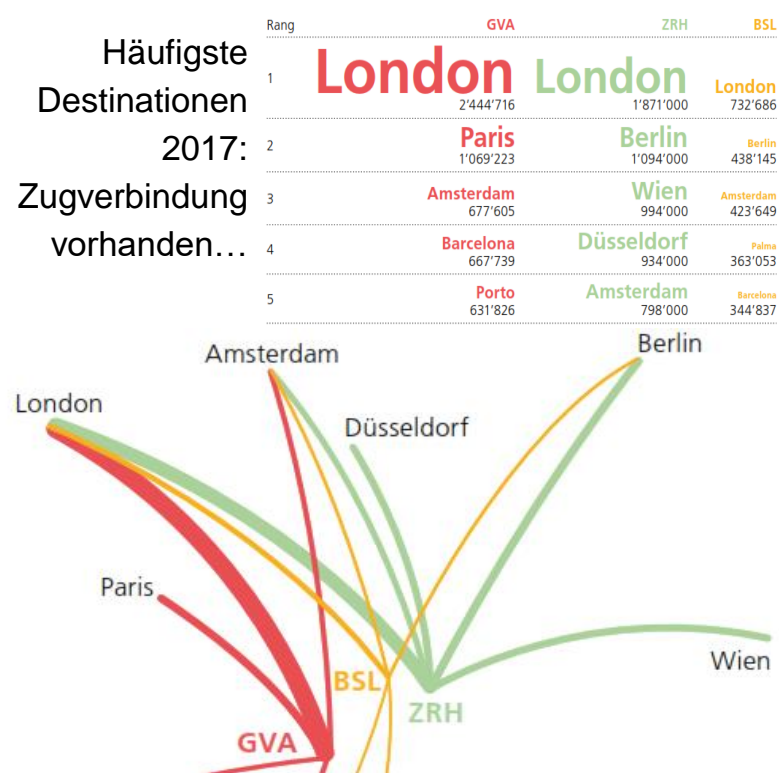 Häufigste
Destinationen
2017:
Zugverbindung
vorhanden…
Rang GVA ZRH BSL
1 London London London
2'444'716 1'871'000 732'686
2 Paris Berlin Berlin
1'069'223 1'094'000 438'145
3 Amsterdam Wien Amsterdam
677'605 994'000 423'649
4 Barcelona Düsseldorf Palma
667'739 934'000 363'053
5 Porto Amsterdam Barcelona
631'826 798'000 344'837
Berlin
Amsterdam
London
Düsseldorf
Paris
Wien
BSL
ZRH
GVA